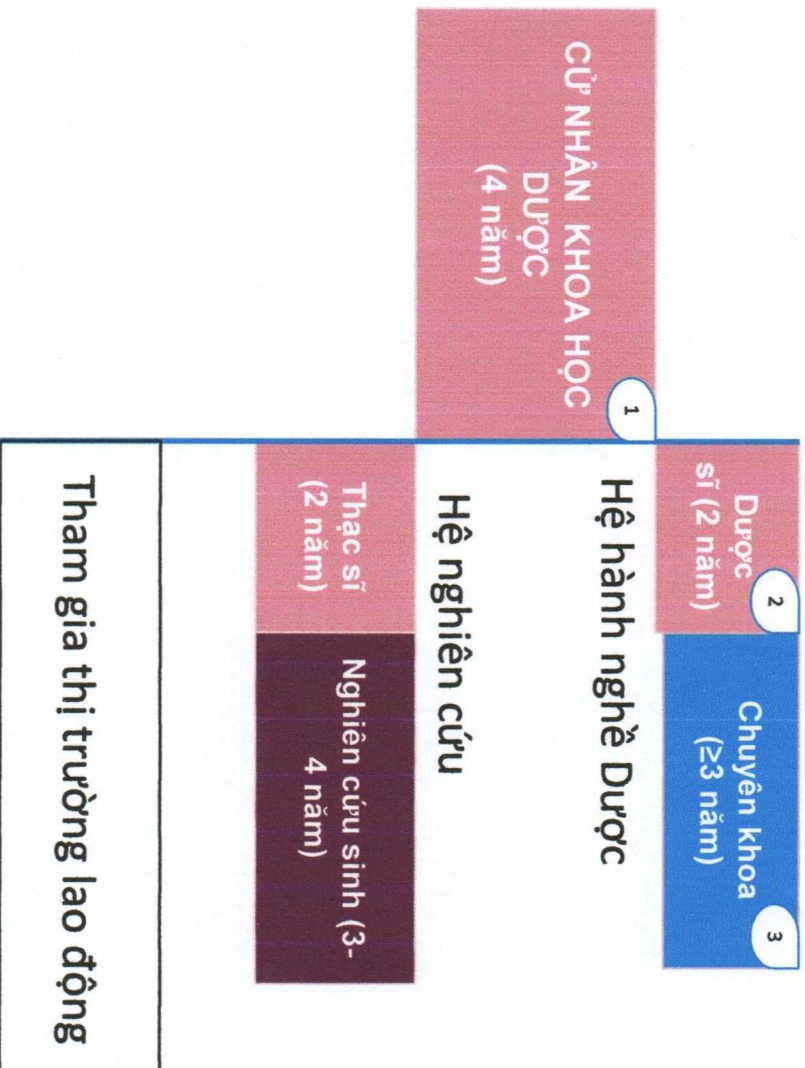 CỬ NHÂN KHOA HỌC
DƯỢC
(4 năm)
1
Dược
sĩ (2 năm)
2
Chuyên khoa
(≥3 năm)
3
Hệ hành nghề Dược
Hệ nghiên cứu
Thạc sĩ
(2 năm)
Nghiên cứu sinh (3-
4 năm)
Tham gia thị trường lao động